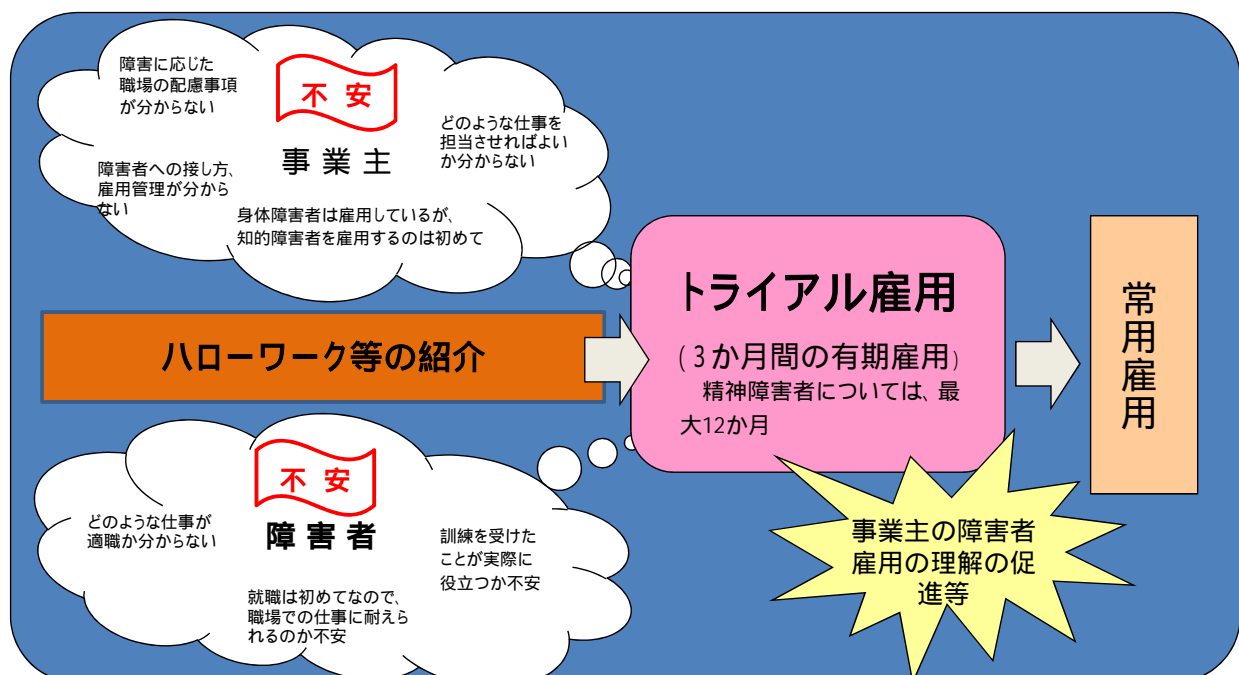 障害に応じた
職場の配慮事項
が分からない
不 安
事 業 主
どのような仕事を
担当させればよい
か分からない
障害者への接し方、
雇用管理が分から
ない
身体障害者は雇用しているが、
知的障害者を雇用するのは初めて
ハローワーク等の紹介
トライアル雇用
(3か月間の有期雇用)
精神障害者については、最
大12か月
常用雇用
不 安
障 害 者
どのような仕事が
適職か分からない
訓練を受けた
ことが実際に
役立つか不安
就職は初めてなので、
職場での仕事に耐えら
れるのか不安
事業主の障害者
雇用の理解の促
進等